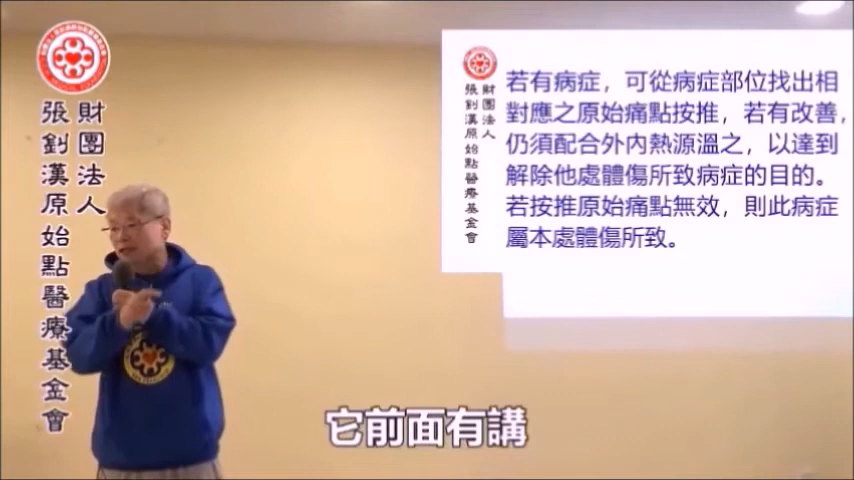 財團法人
張釗漢原始點醫療基金會
財團法人
張釗漢原始點醫療基金會
若有病症，可從病症部位找出相
對應之原始痛點按推，若有改善，
仍須配合外內熱源溫之，以達到
解除他處體傷所致病症的目的。
若按推原始痛點無效，則此病症
屬本處體傷所致。
它前面有講